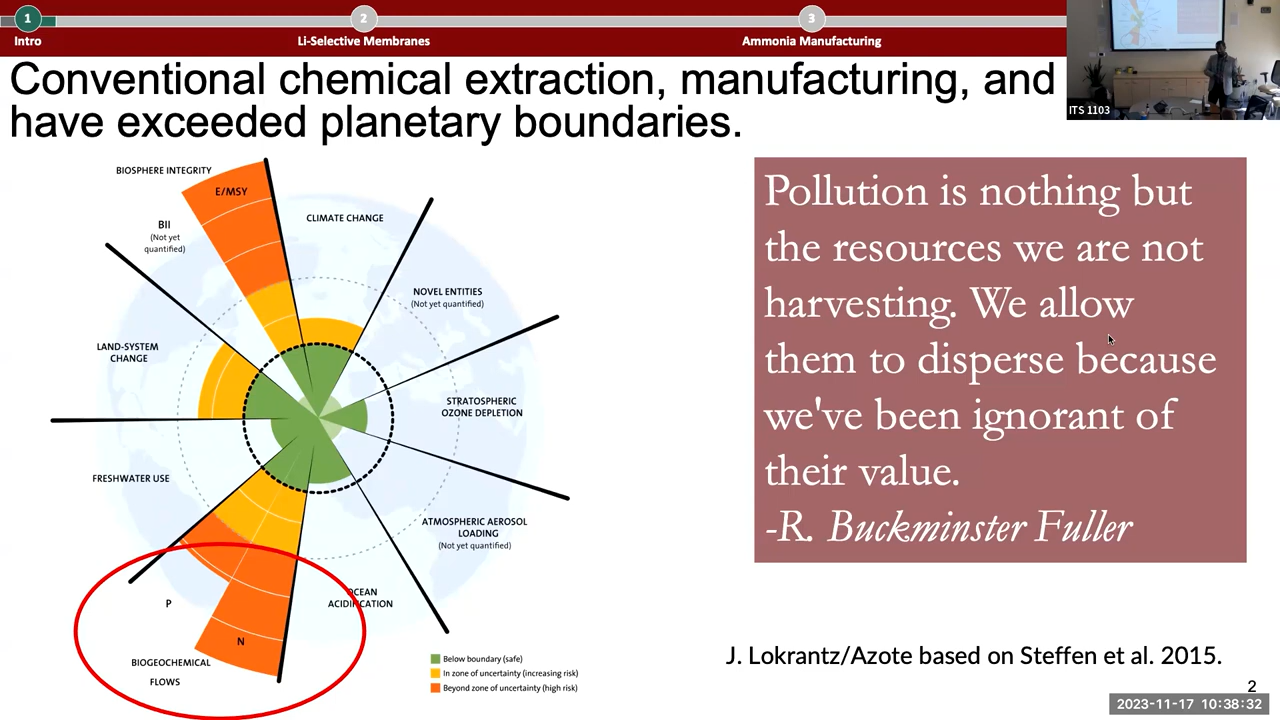 1
2
3
Intro
Li-Selective Membranes
Ammonia Manufacturing
ITS 1103
Conventional chemical extraction, manufacturing, and
have exceeded planetary boundaries.
BIOSPHERE INTEGRITY
E/MSY
BII
(Not yet
quantified)
CLIMATE CHANGE
NOVEL ENTITIES
(Not yet quantified)
LAND-SYSTEM
CHANGE
STRATOSPHERIC
OZONE DEPLETION
FRESHWATER USE
ATMOSPHERIC AEROSOL
LOADING
(Not yet quantified)
OCEAN
ACIDIFICATION
P
N
BIOGEOCHEMICAL
FLOWS
Below boundary (safe)
In zone of uncertainty (increasing risk)
Beyond zone of uncertainty (high risk)
Pollution is nothing but
the resources we are not
harvesting. We allow
them to disperse because
we've been ignorant of
their value.
-R. Buckminster Fuller
J. Lokrantz/Azote based on Steffen et al. 2015.
2
2023-11-17 10:38:32